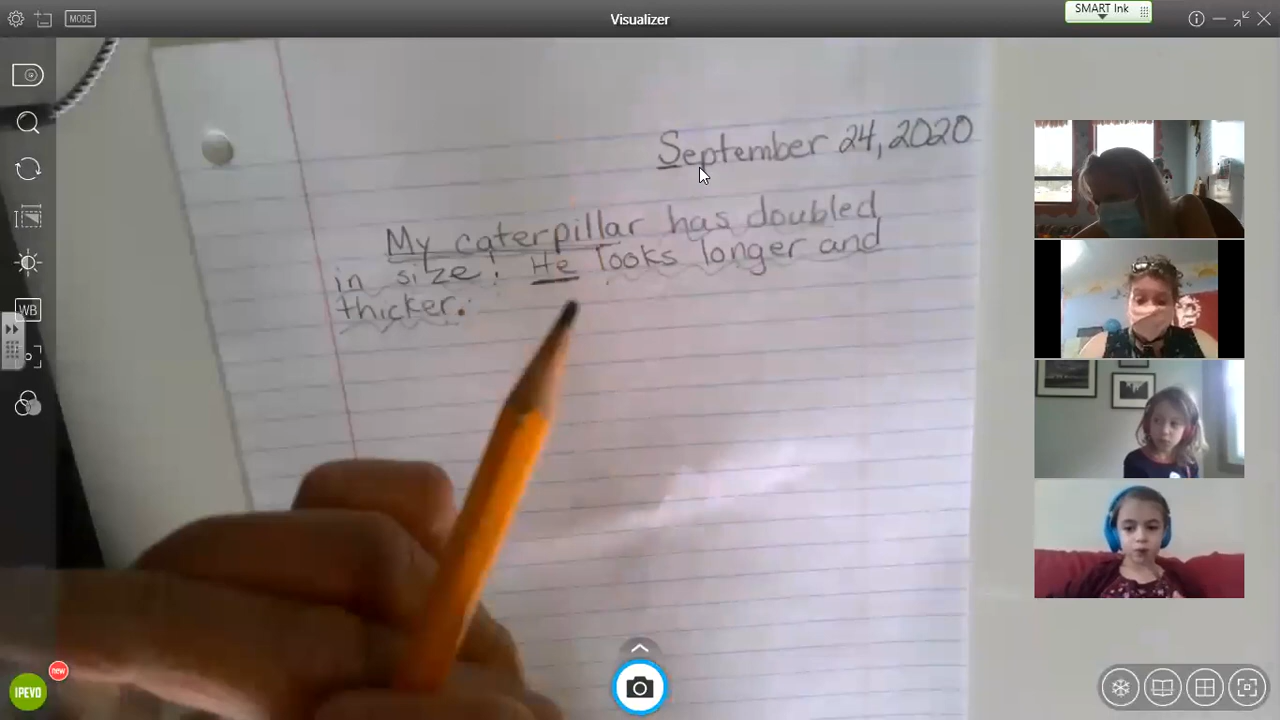 Visualizer
SMART Ink
MODE
September 24, 2020
My caterpillar has doubled
in size! He looks longer and
thicker.
WB
new
IPEVO